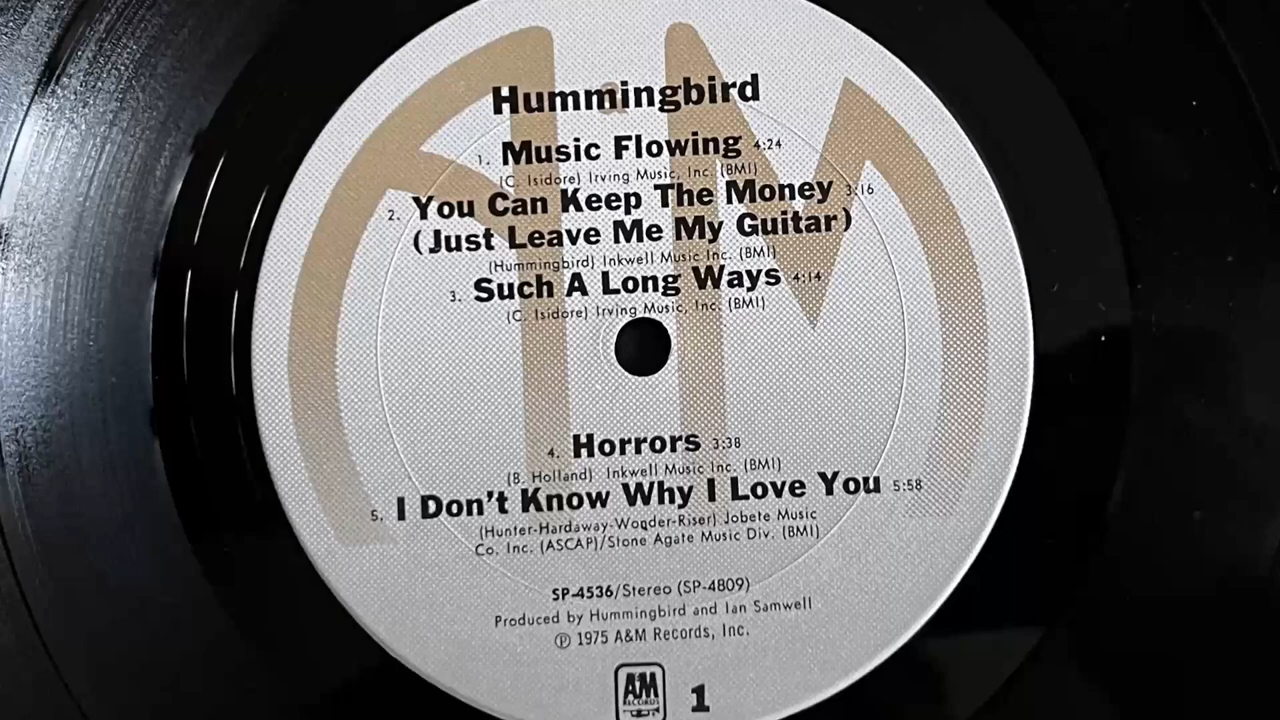 Hummingbird
1. Music Flowing 4:24
(C. Isidore) Irving Music, Inc. (BMI)
2. You Can Keep The Money 3:16
(Just Leave Me My Guitar)
(Hummingbird) Inkwell Music Inc. (BMI)
3. Such A Long Ways 4:14
(C. Isidore) Irving Music, Inc. (BMI)
4. Horrors 3:38
(B. Holland) Inkwell Music Inc. (BMI)
5. I Don't Know Why I Love You 5:58
(Hunter-Hardaway-Wonder-Riser) Jobete Music
Co. Inc. (ASCAP)/Stone Agate Music Div. (BMI)
SP-4536/Stereo (SP-4809)
Produced by Hummingbird and Ian Samwell
℗ 1975 A&M Records, Inc.
A&M
RECORDS
1